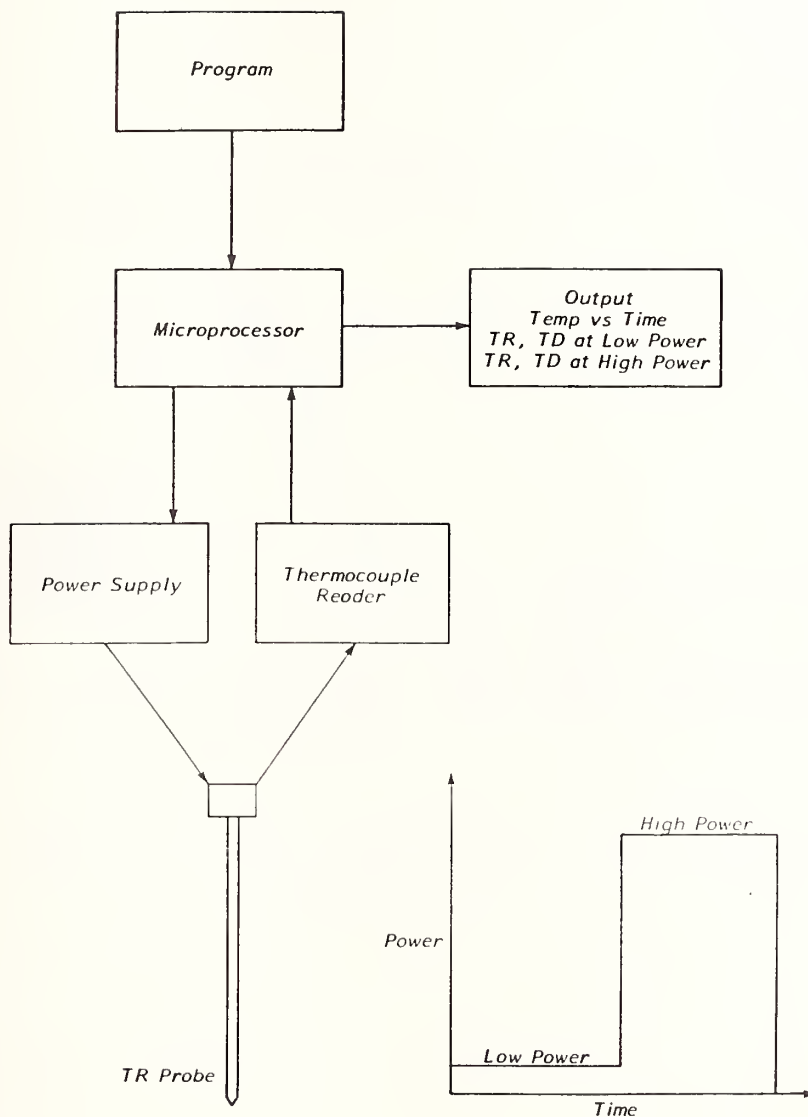 Program
Microprocessor
Output
Temp vs Time
TR, TD at Low Power
TR, TD at High Power
Power Supply
Thermocouple
Reoder
High Power
Power
Low Power
TR Probe
Time